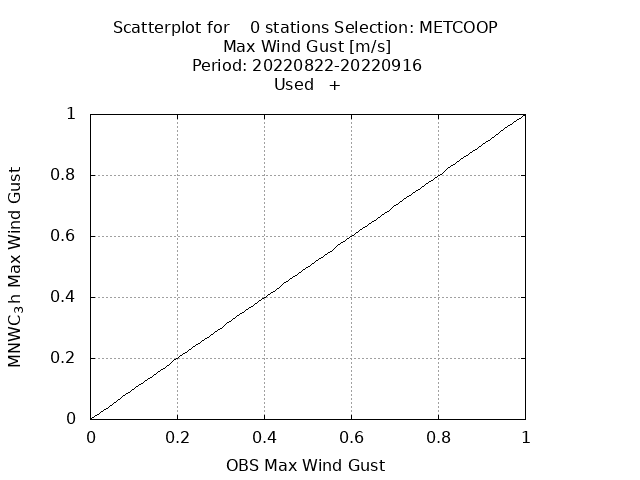 Scatterplot for    0 stations Selection: METCOOP
Max Wind Gust [m/s]
Period: 20220822-20220916
Used   +
MNWC₃h Max Wind Gust
1
0.8
0.6
0.4
0.2
0
0 0.2 0.4 0.6 0.8 1
OBS Max Wind Gust